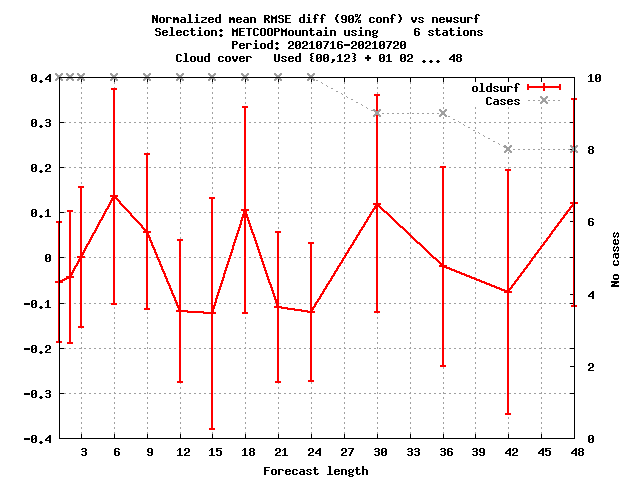 Normalized mean RMSE diff (90% conf) vs newsurf
Selection: METCOOPMountain using     6 stations
Period: 20210716-20210720
Cloud cover   Used {00,12} + 01 02 ... 48
oldsurf
Cases
0,4
0,3
0,2
0,1
0
-0,1
-0,2
-0,3
-0,4
10
8
6
4
2
0
No cases
3 6 9 12 15 18 21 24 27 30 33 36 39 42 45 48
Forecast length